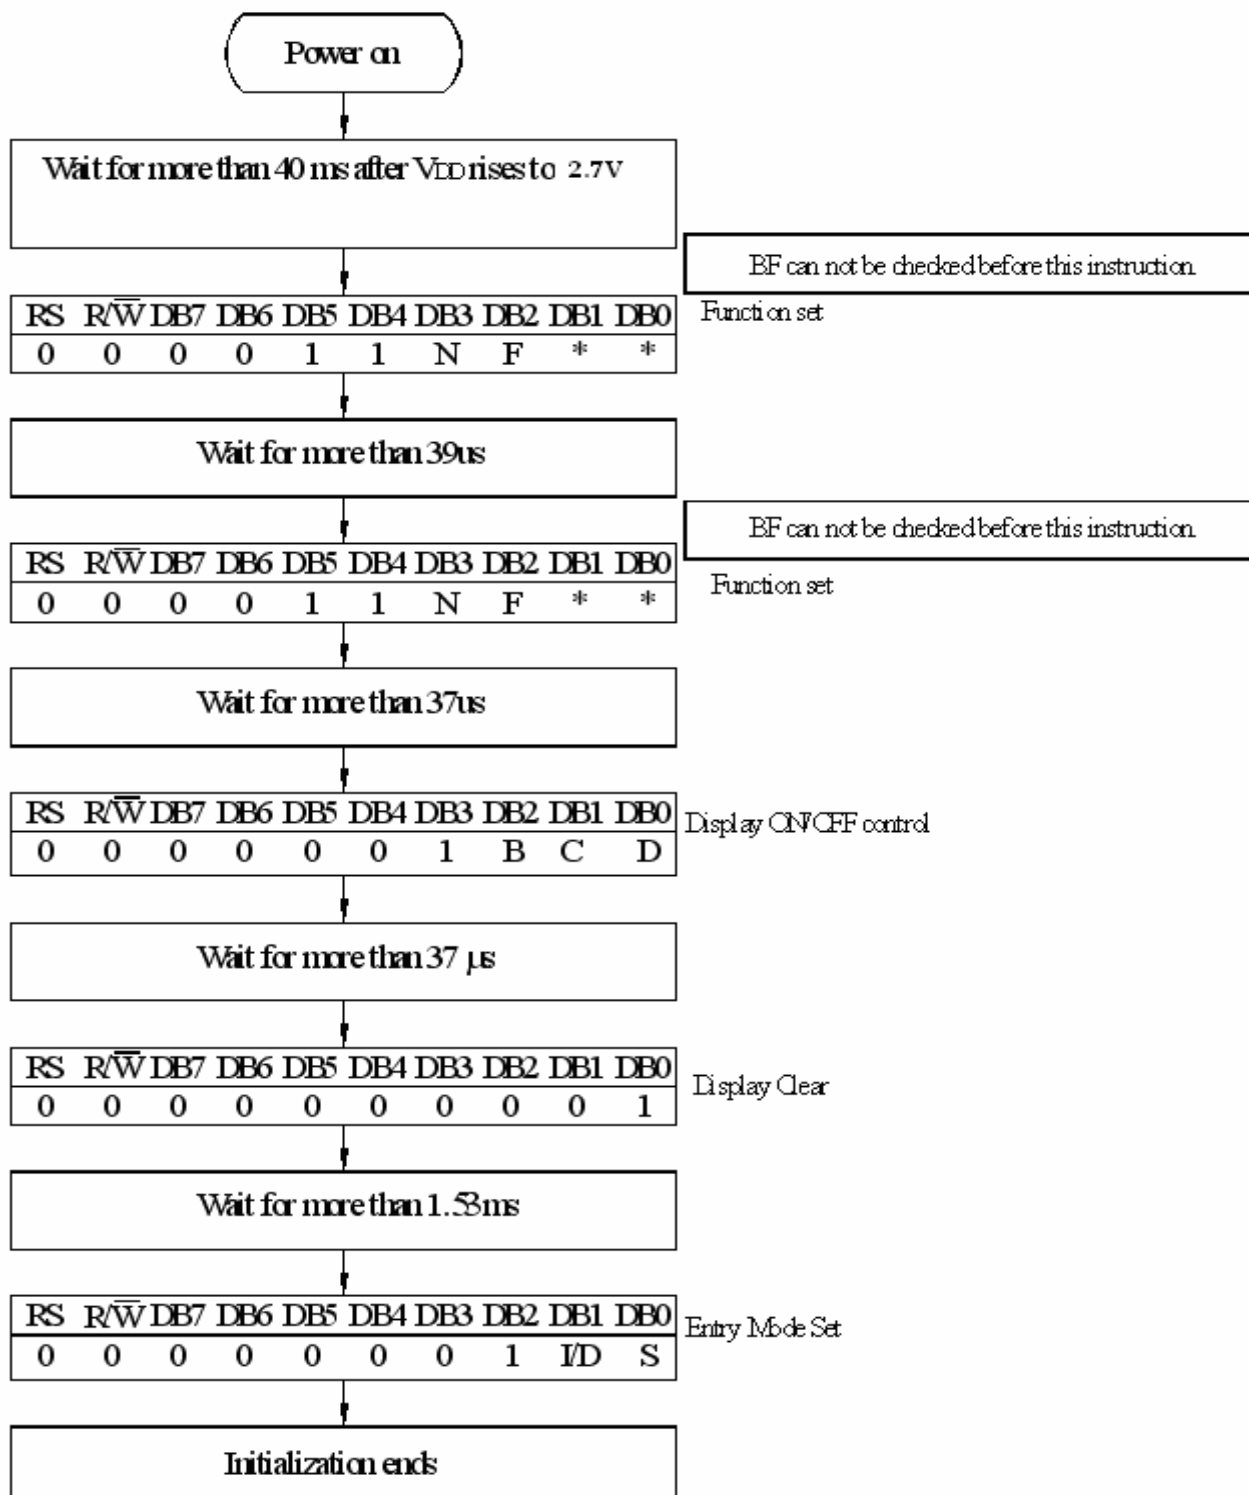 Power on
Wait for more than 40 ms after VDD rises to 2.7V
BF can not be checked before this instruction.
RS R/W̅ DB7 DB6 DB5 DB4 DB3 DB2 DB1 DB0
Function set
0 0 0 0 1 1 N F * *
Wait for more than 39us
BF can not be checked before this instruction.
RS R/W̅ DB7 DB6 DB5 DB4 DB3 DB2 DB1 DB0
Function set
0 0 0 0 1 1 N F * *
Wait for more than 37us
RS R/W̅ DB7 DB6 DB5 DB4 DB3 DB2 DB1 DB0
Display ON/OFF control
0 0 0 0 0 0 1 B C D
Wait for more than 37 μs
RS R/W̅ DB7 DB6 DB5 DB4 DB3 DB2 DB1 DB0
Display Clear
0 0 0 0 0 0 0 0 0 1
Wait for more than 1.53ms
RS R/W̅ DB7 DB6 DB5 DB4 DB3 DB2 DB1 DB0
Entry Mode Set
0 0 0 0 0 0 0 1 I/D S
Initialization ends